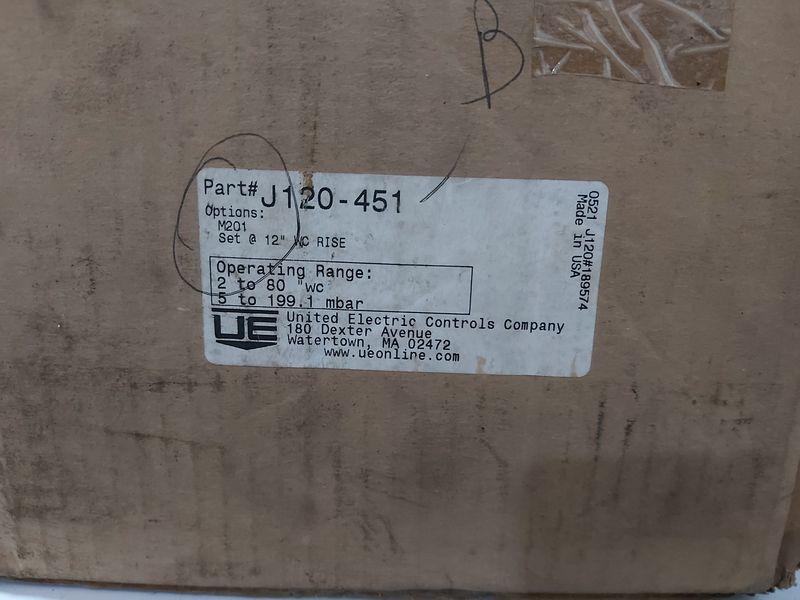 B
Part# J120-451
Options:
M201
Set @ 12" WC RISE
Operating Range:
2 to 80 "wc
5 to 199.1 mbar
UE
United Electric Controls Company
180 Dexter Avenue
Watertown, MA 02472
www.ueonline.com
0521 J120#189574
Made in USA